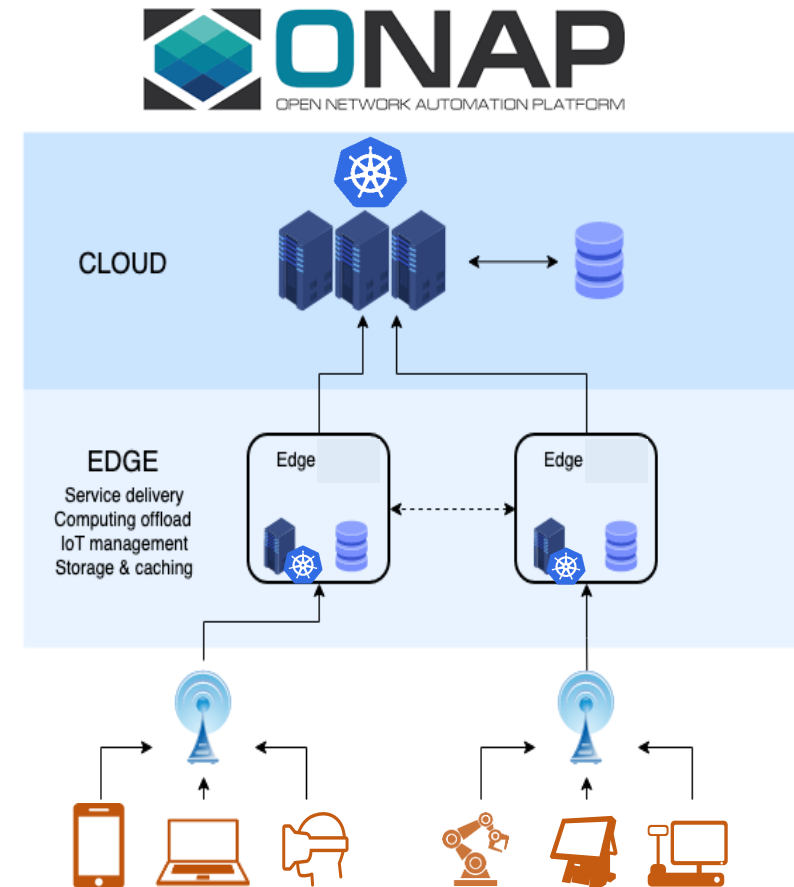 ONAP
OPEN NETWORK AUTOMATION PLATFORM
CLOUD
EDGE
Service delivery
Computing offload
IoT management
Storage & caching
Edge
Edge